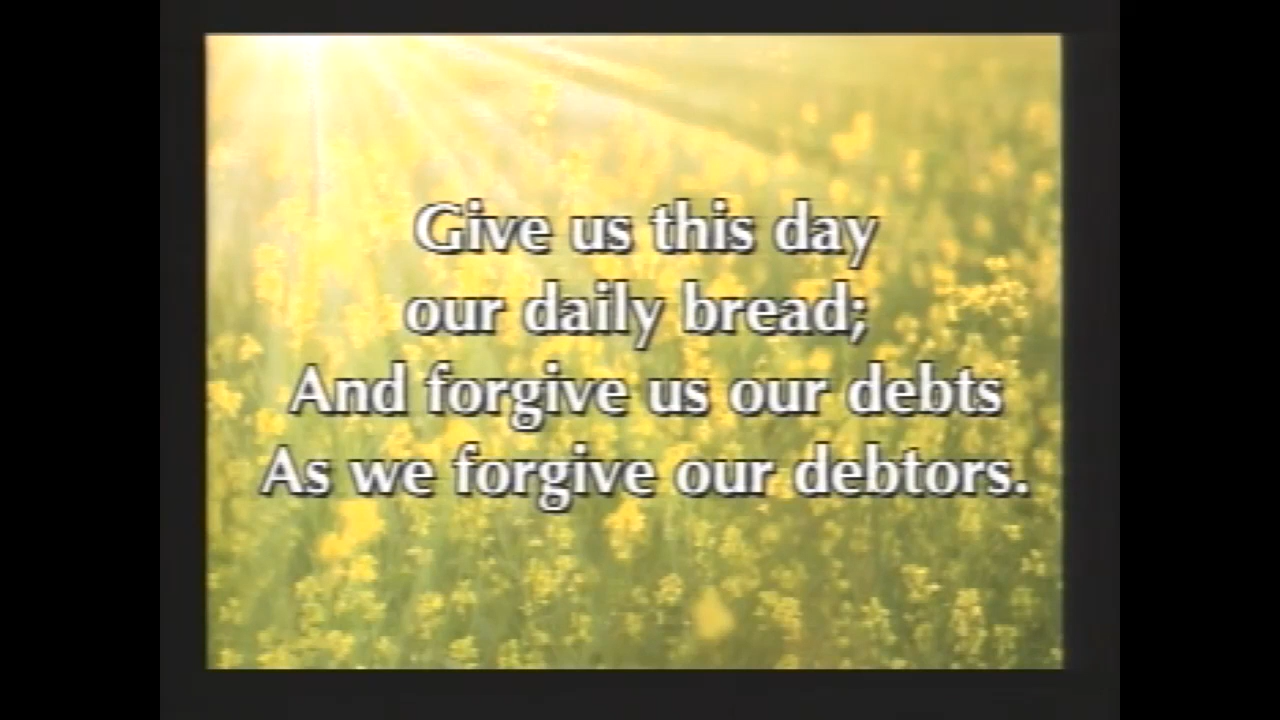 Give us this day
our daily bread;
And forgive us our debts
As we forgive our debtors.